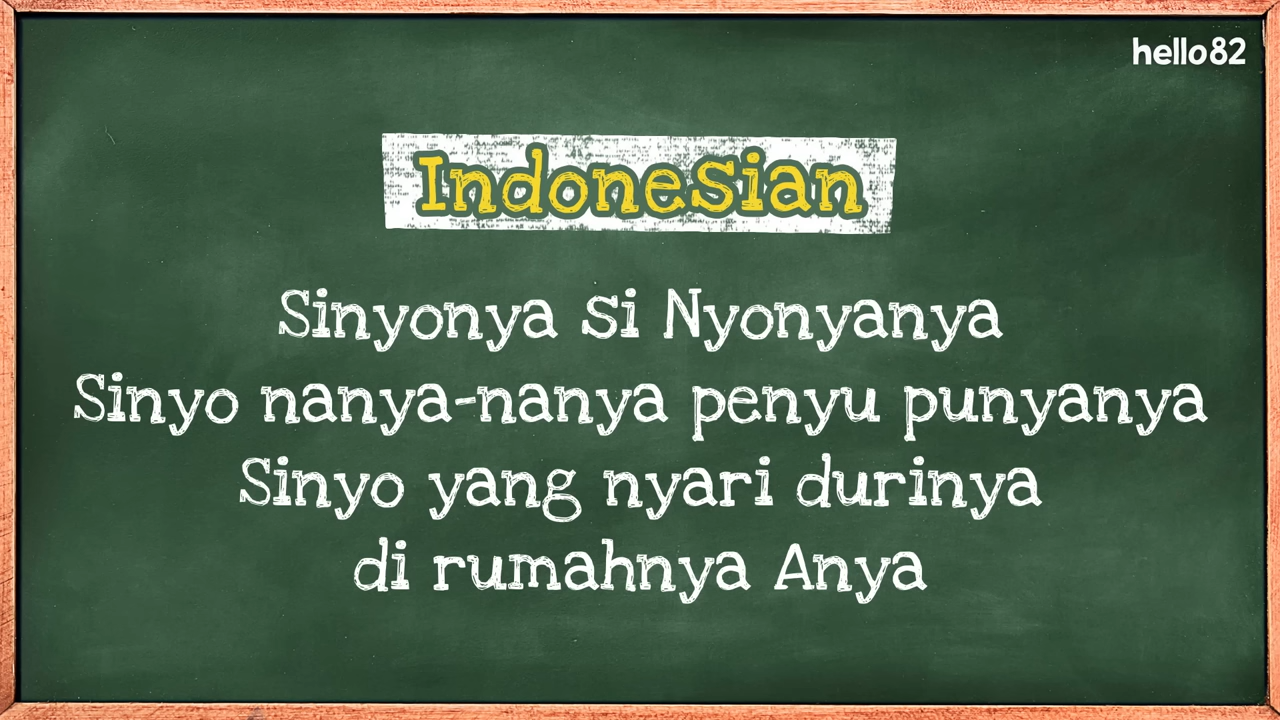 hello82
Indonesian
Sinyonya si Nyonyanya
Sinyo nanya-nanya penyu punyanya
Sinyo yang nyari durinya
di rumahnya Anya